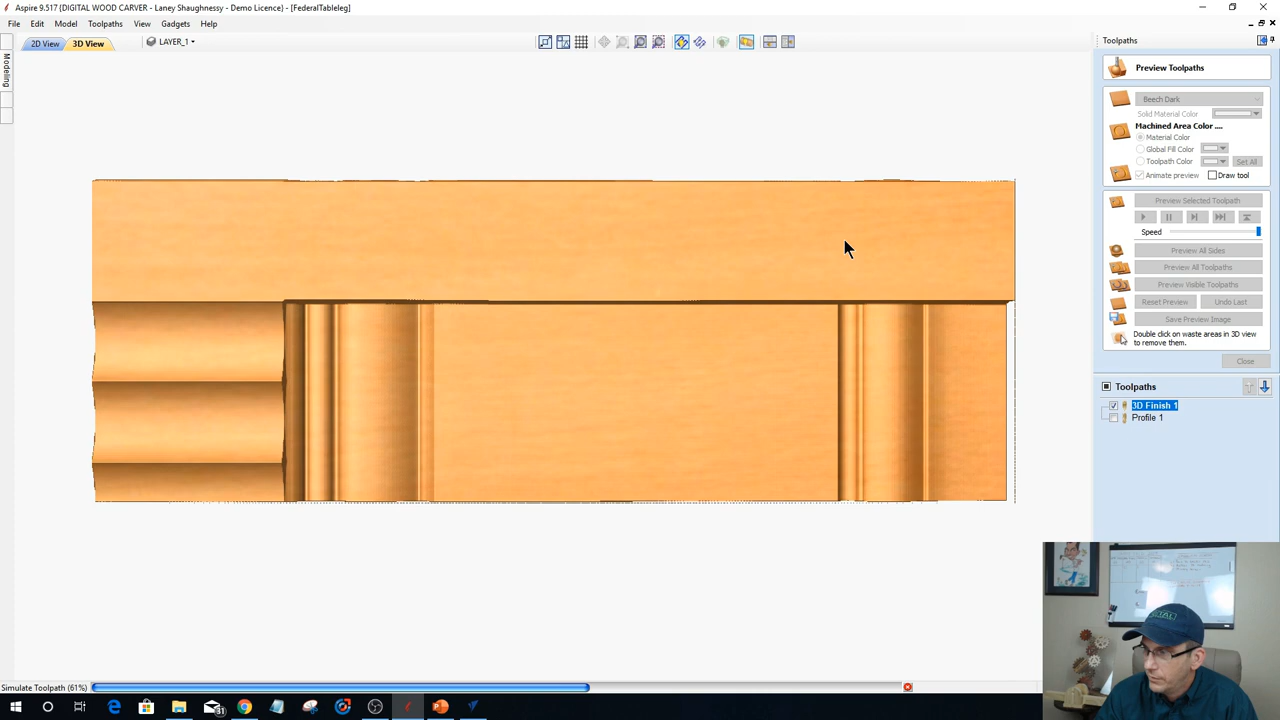 Aspire 9.517 (DIGITAL WOOD CARVER - Laney Shaughnessy - Demo Licence) - [FederalTableleg]
File Edit Model Toolpaths View Gadgets Help
2D View 3D View LAYER_1
Modeling
Toolpaths
Preview Toolpaths
Beech Dark
Solid Material Color
Machined Area Color ....
Material Color
Global Fill Color
Toolpath Color Set All
Animate preview Draw tool
Preview Selected Toolpath
Speed
Preview All Sides
Preview All Toolpaths
Preview Visible Toolpaths
Reset Preview Undo Last
Save Preview Image
Double click on waste areas in 3D view
to remove them.
Close
Toolpaths
3D Finish 1
Profile 1
Simulate Toolpath (61%)